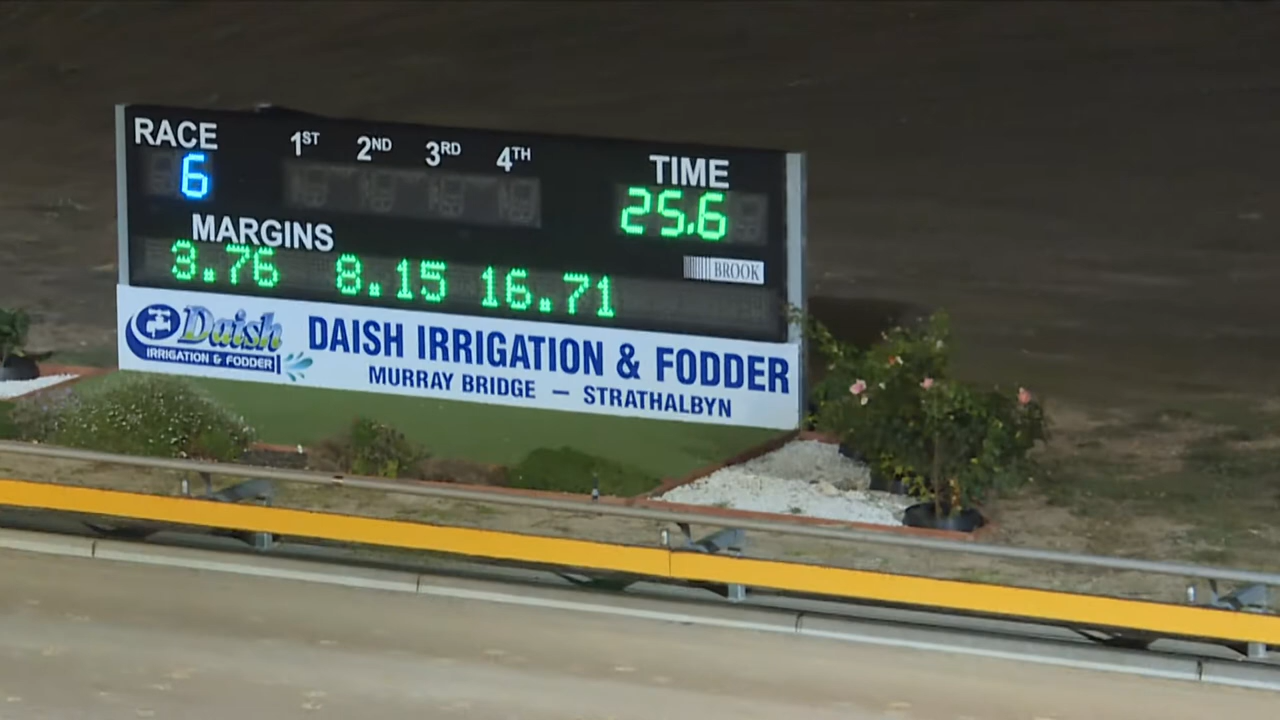 RACE 1ST 2ND 3RD 4TH TIME
6 25.6
MARGINS
3.76 8.15 16.71
BROOK
Daish
IRRIGATION & FODDER
DAISH IRRIGATION & FODDER
MURRAY BRIDGE — STRATHALBYN